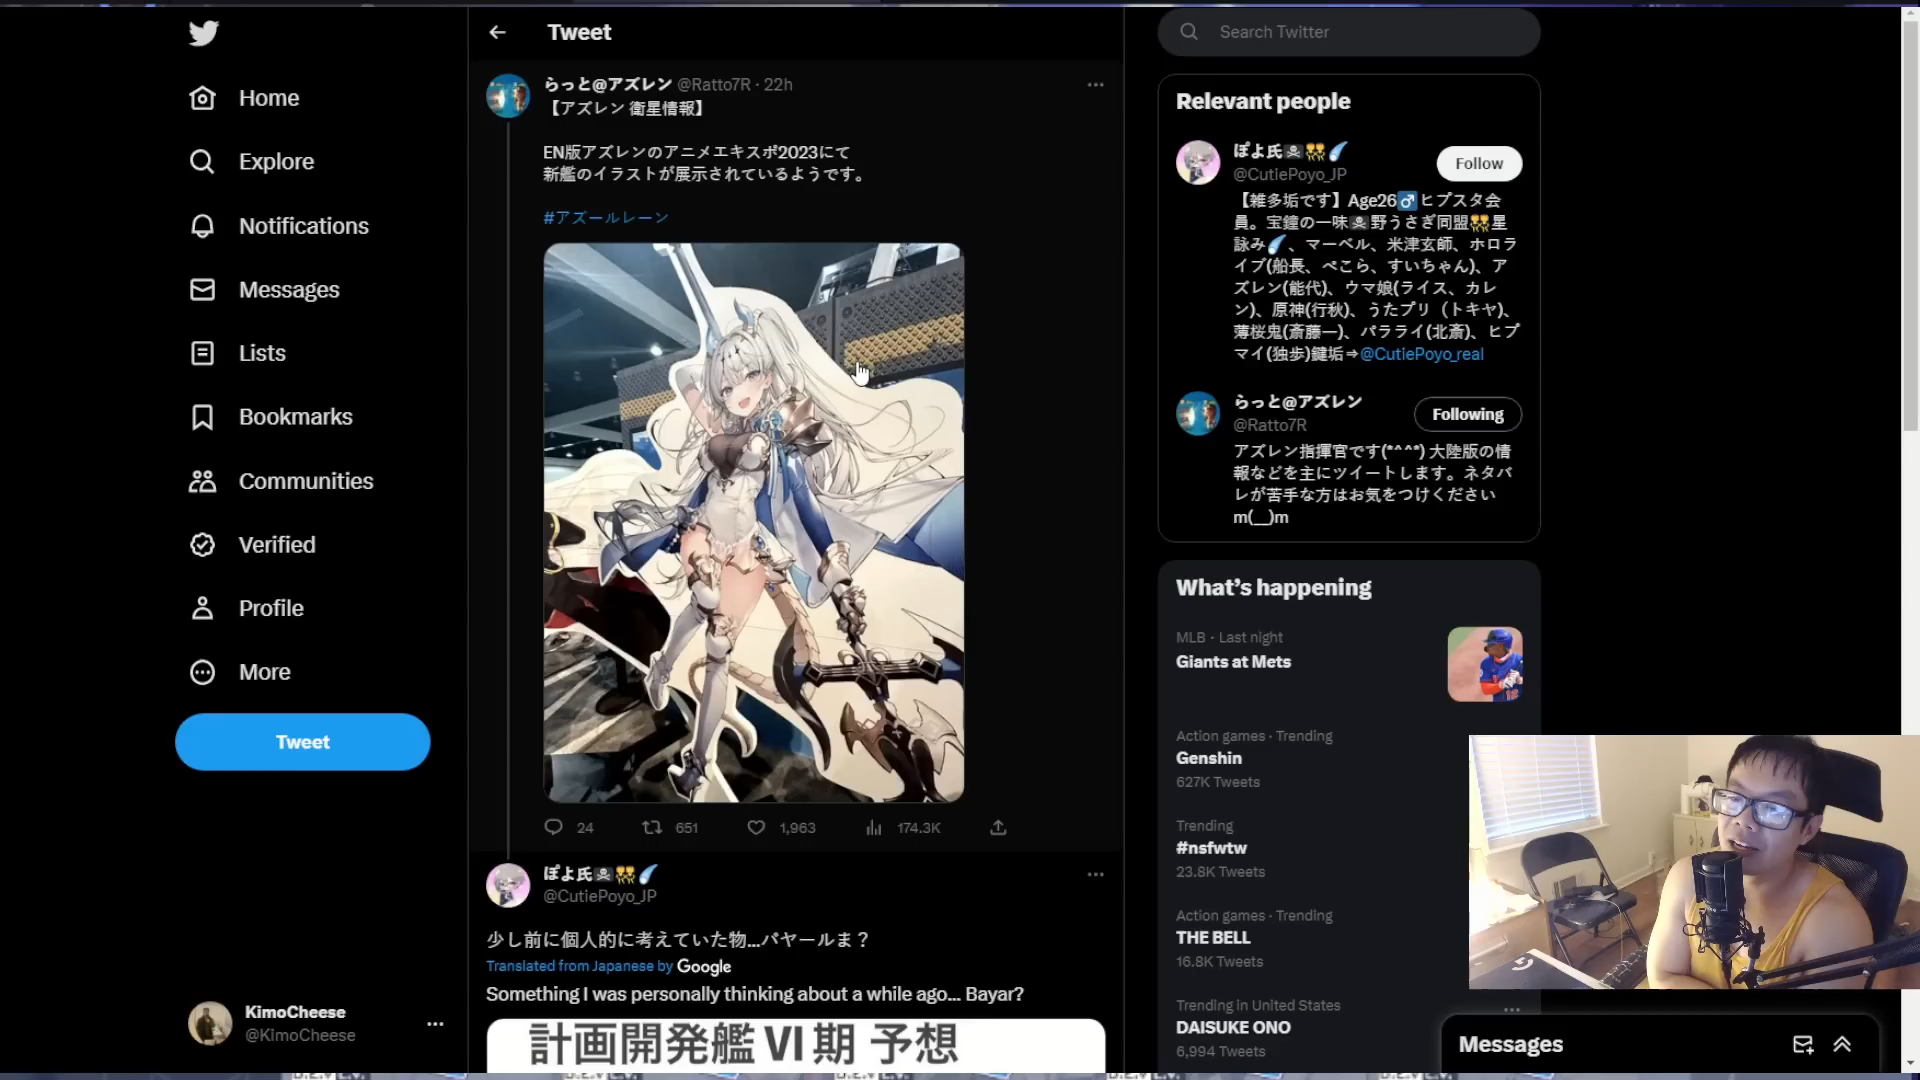 Home
Explore
Notifications
Messages
Lists
Bookmarks
Communities
Verified
Profile
More
Tweet
KimoCheese
@KimoCheese
Tweet
らっと@アズレン @Ratto7R · 22h
【アズレン 衛星情報】
EN版アズレンのアニメエキスポ2023にて
新艦のイラストが展示されているようです。
#アズールレーン
24
651
1,963
174.3K
ぽよ氏
@CutiePoyo_JP
少し前に個人的に考えていた物...バヤールま？
Translated from Japanese by Google
Something I was personally thinking about a while ago... Bayar?
計画開発艦Ⅵ期 予想
Search Twitter
Relevant people
ぽよ氏
@CutiePoyo_JP
Follow
【雑多垢です】Age26♂ヒプスタ会
員。宝鐘の一味☠野うさぎ同盟👯星
詠み☄、マーベル、米津玄師、ホロラ
イブ(船長、ぺこら、すいちゃん)、ア
ズレン(能代)、ウマ娘(ライス、カレ
ン)、原神(行秋)、うたプリ（トキヤ)、
薄桜鬼(斎藤一)、パラライ(北斎)、ヒプ
マイ(独歩)鍵垢⇒@CutiePoyo_real
らっと@アズレン
@Ratto7R
Following
アズレン指揮官です(*^^*) 大陸版の情
報などを主にツイートします。ネタバ
レが苦手な方はお気をつけください
m(__)m
What's happening
MLB · Last night
Giants at Mets
Action games · Trending
Genshin
627K Tweets
Trending
#nsfwtw
23.8K Tweets
Action games · Trending
THE BELL
16.8K Tweets
Trending in United States
DAISUKE ONO
6,994 Tweets
Messages